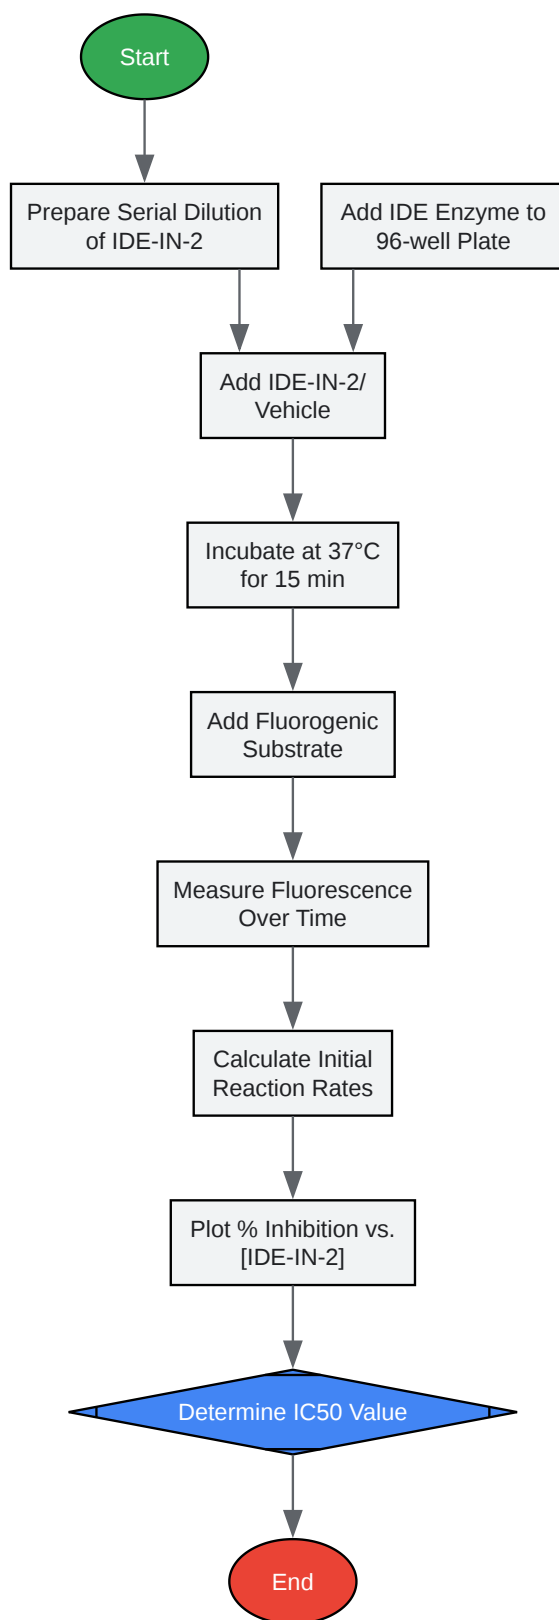 Start
Prepare Serial Dilution
of IDE-IN-2
Add IDE Enzyme to
96-well Plate
Add IDE-IN-2/
Vehicle
Incubate at 37°C
for 15 min
Add Fluorogenic
Substrate
Measure Fluorescence
Over Time
Calculate Initial
Reaction Rates
Plot % Inhibition vs.
[IDE-IN-2]
Determine IC50 Value
End